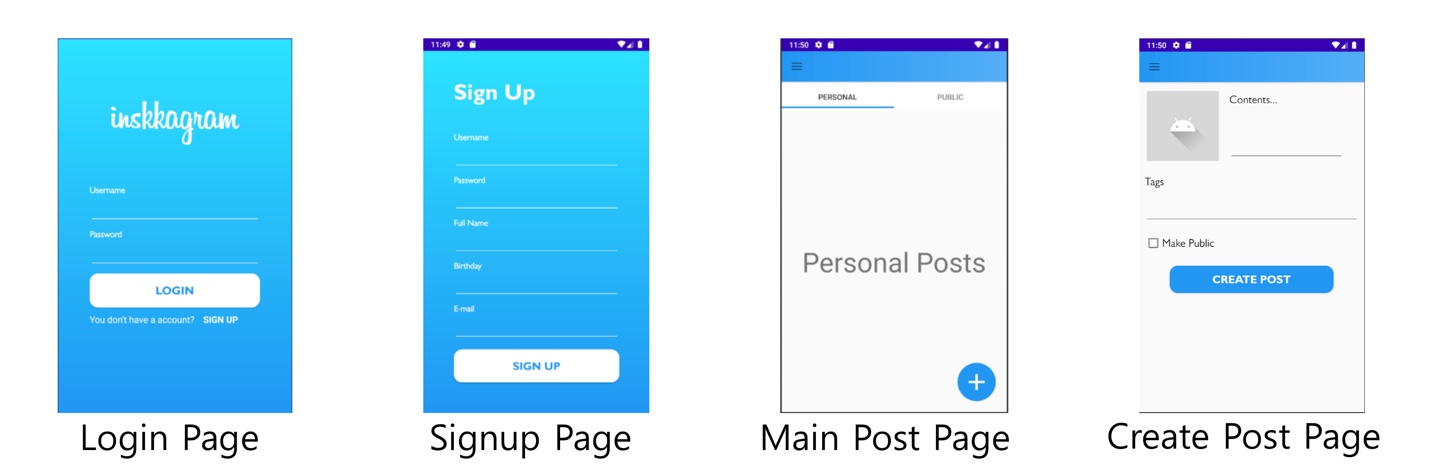 inskkagram
Username
Password
LOGIN
You don't have a account? SIGN UP
Login Page
11:49
Sign Up
Username
Password
Full Name
Birthday
E-mail
SIGN UP
Signup Page
11:50
PERSONAL PUBLIC
Personal Posts
+
Main Post Page
11:50
Contents...
Tags
Make Public
CREATE POST
Create Post Page